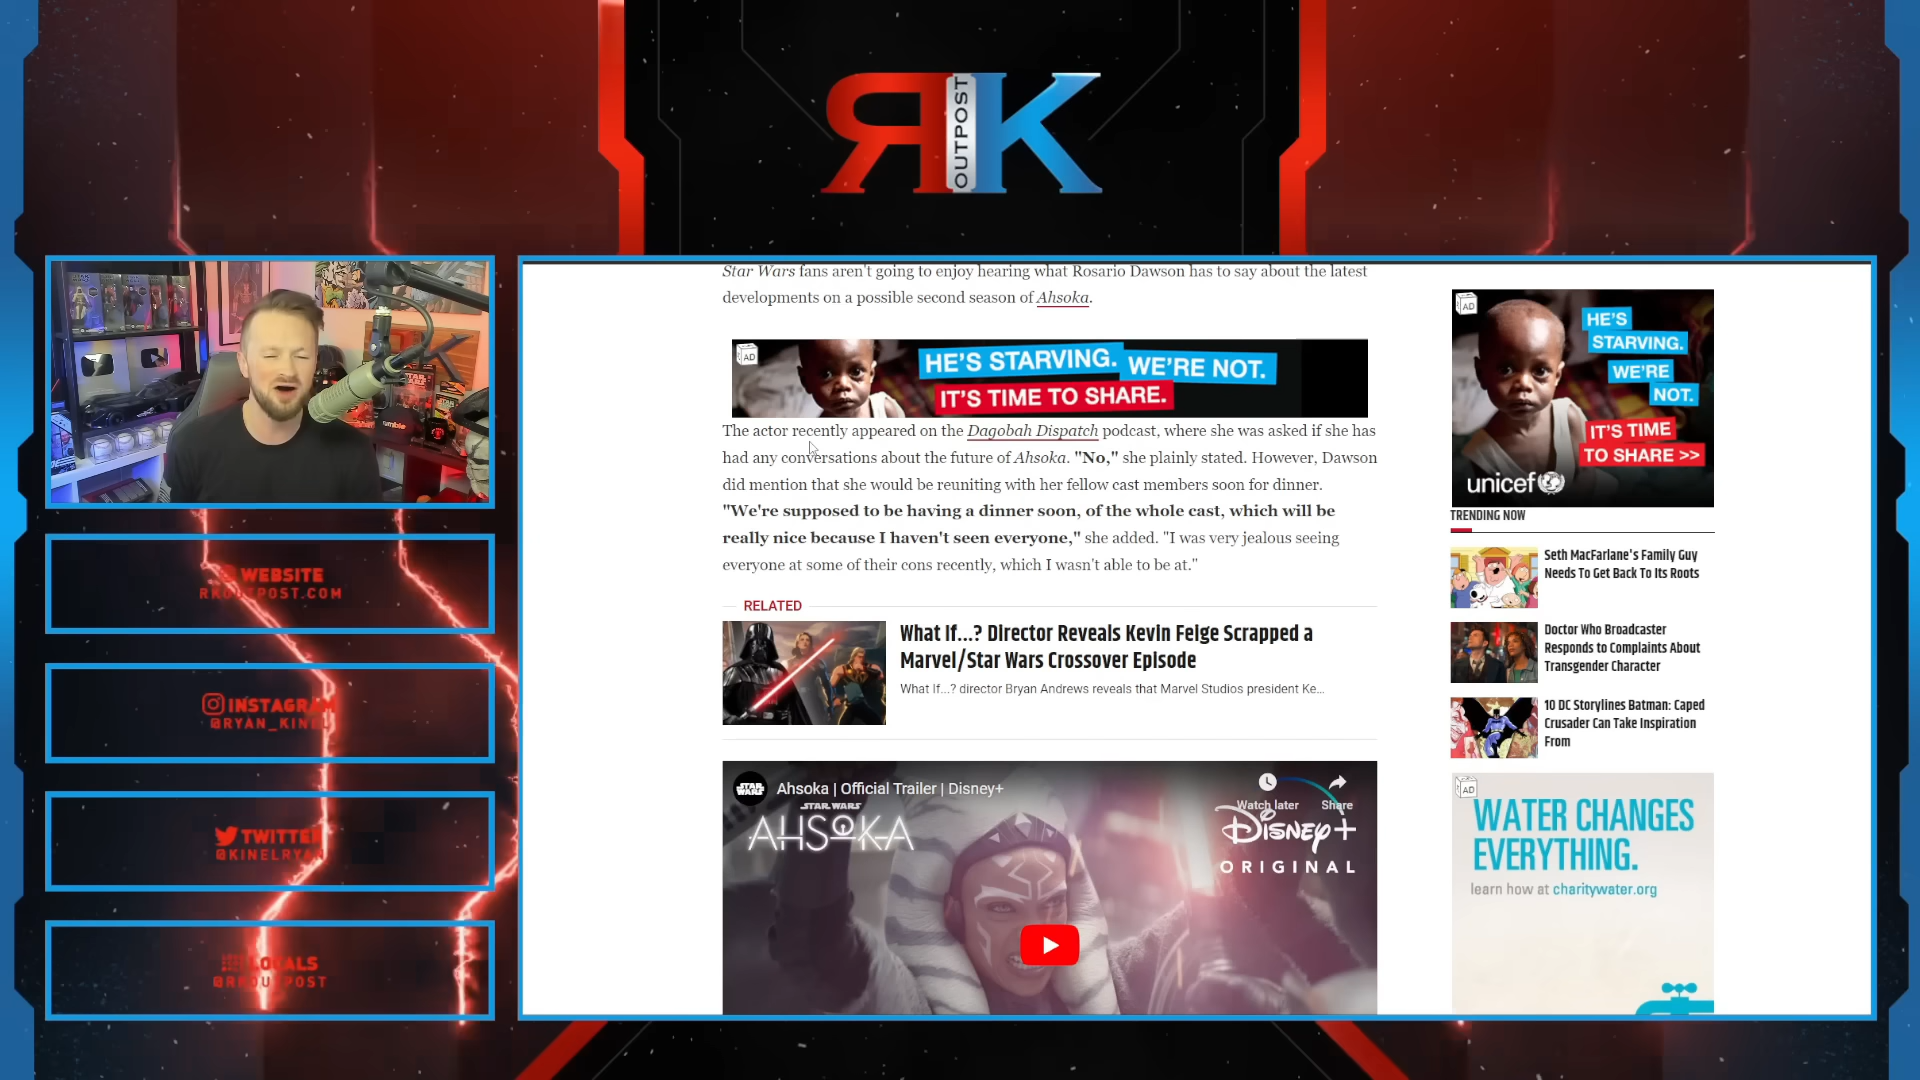 RK
OUTPOST
WEBSITE
RKOUTPOST.COM
INSTAGRAM
@RYAN_KINEL
TWITTER
@KINELRYAN
LOCALS
@RKOUTPOST
Star Wars fans aren't going to enjoy hearing what Rosario Dawson has to say about the latest
developments on a possible second season of Ahsoka.
AD
HE'S STARVING. WE'RE NOT.
IT'S TIME TO SHARE.
The actor recently appeared on the Dagobah Dispatch podcast, where she was asked if she has
had any conversations about the future of Ahsoka. "No," she plainly stated. However, Dawson
did mention that she would be reuniting with her fellow cast members soon for dinner.
"We're supposed to be having a dinner soon, of the whole cast, which will be
really nice because I haven't seen everyone," she added. "I was very jealous seeing
everyone at some of their cons recently, which I wasn't able to be at."
RELATED
What If...? Director Reveals Kevin Feige Scrapped a
Marvel/Star Wars Crossover Episode
What If...? director Bryan Andrews reveals that Marvel Studios president Ke...
STAR WARS
Ahsoka | Official Trailer | Disney+
Watch later
Share
STAR WARS
AHSOKA
Disney+
ORIGINAL
AD
HE'S
STARVING.
WE'RE
NOT.
IT'S TIME
TO SHARE >>
unicef
TRENDING NOW
Seth MacFarlane's Family Guy
Needs To Get Back To Its Roots
Doctor Who Broadcaster
Responds to Complaints About
Transgender Character
10 DC Storylines Batman: Caped
Crusader Can Take Inspiration
From
AD
WATER CHANGES
EVERYTHING.
learn how at charitywater.org